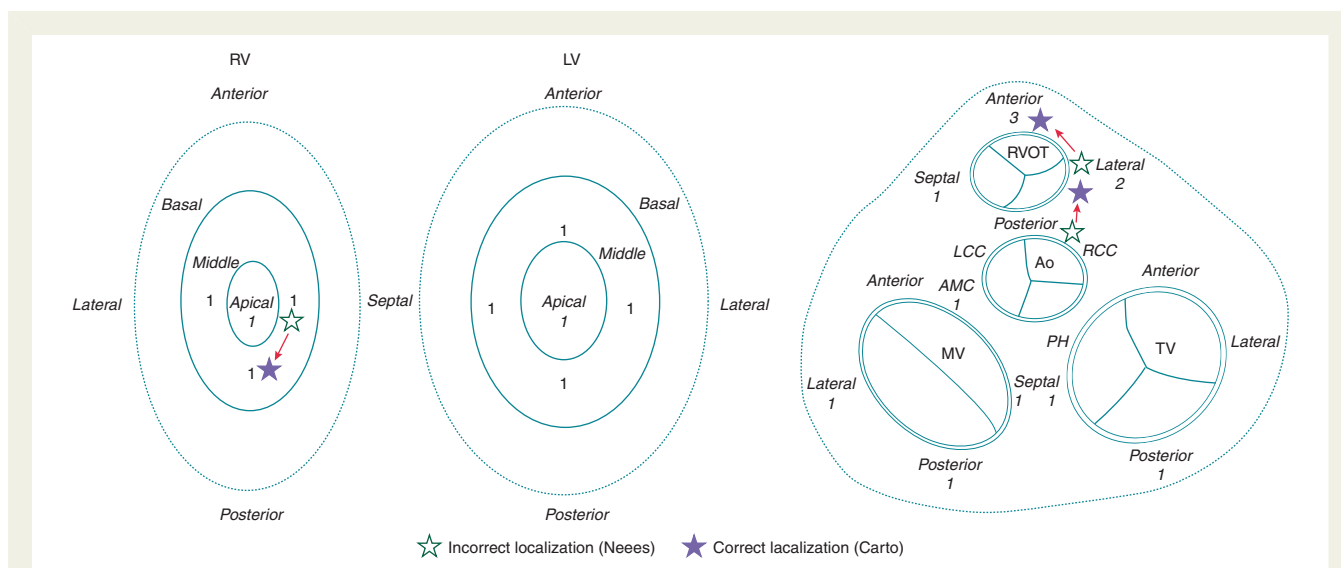 RV
Anterior
Basal
Middle
Lateral
1
Apical
1
1
1
Posterior
Septal
LV
Anterior
Basal
1
Middle
1
Apical
1
1
1
Lateral
Posterior
Anterior
3
RVOT
Septal
1
Lateral
2
Posterior
LCC
Ao
RCC
AMC
1
Anterior
MV
Lateral
1
Septal
1
Posterior
1
Anterior
PH
TV
Lateral
1
Posterior
1
Incorrect localization (Neees)
Correct lacalization (Carto)